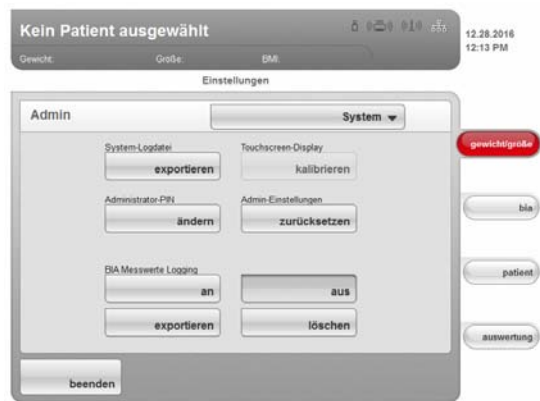 Kein Patient ausgewählt
Gewicht: Größe: BMI:
12.28.2016
12:13 PM
Einstellungen
Admin
System
System-Logdatei
exportieren
Touchscreen-Display
kalibrieren
Administrator-PIN
ändern
Admin-Einstellungen
zurücksetzen
BIA Messwerte Logging
an
aus
exportieren
löschen
beenden
gewicht/größe
bia
patient
auswertung